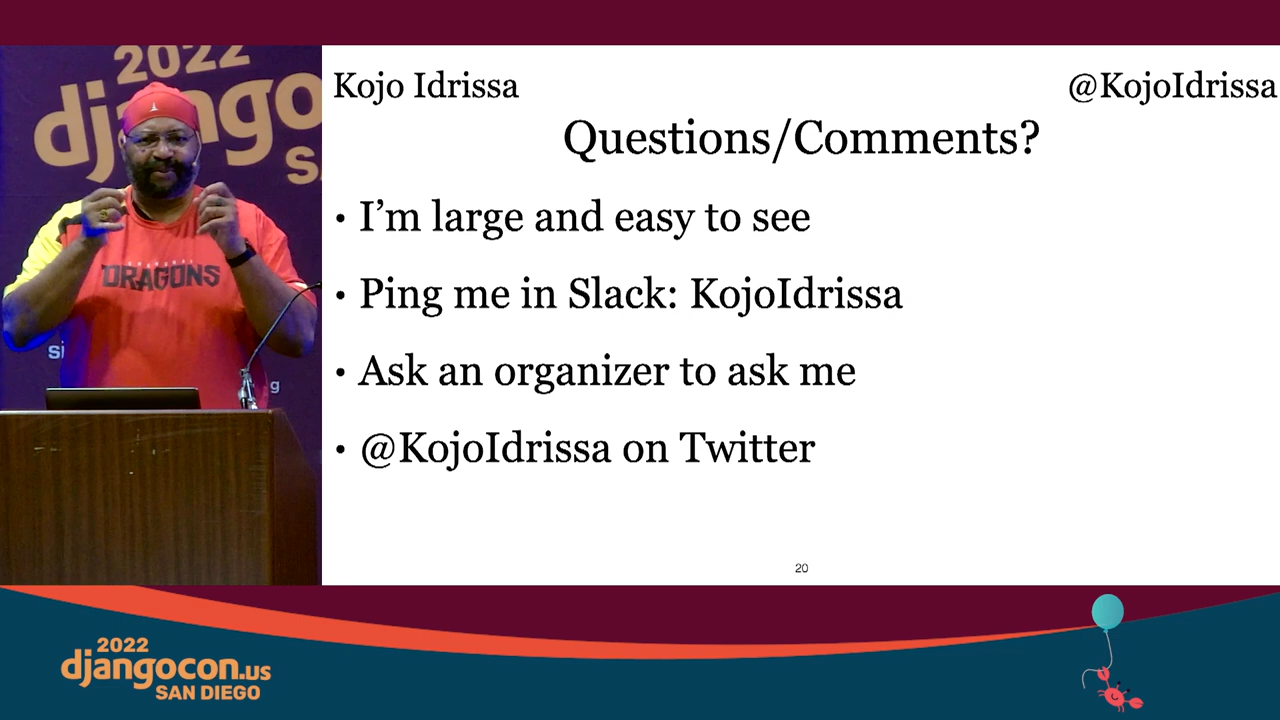 2022
django
Kojo Idrissa
@KojoIdrissa
Questions/Comments?
• I’m large and easy to see
• Ping me in Slack: KojoIdrissa
• Ask an organizer to ask me
• @KojoIdrissa on Twitter
DRAGONS
20
2022
djangocon.us
SAN DIEGO